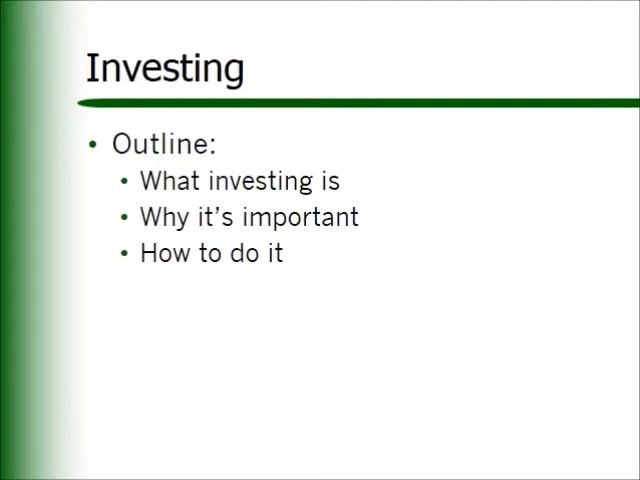 Investing
• Outline:
• What investing is
• Why it’s important
• How to do it